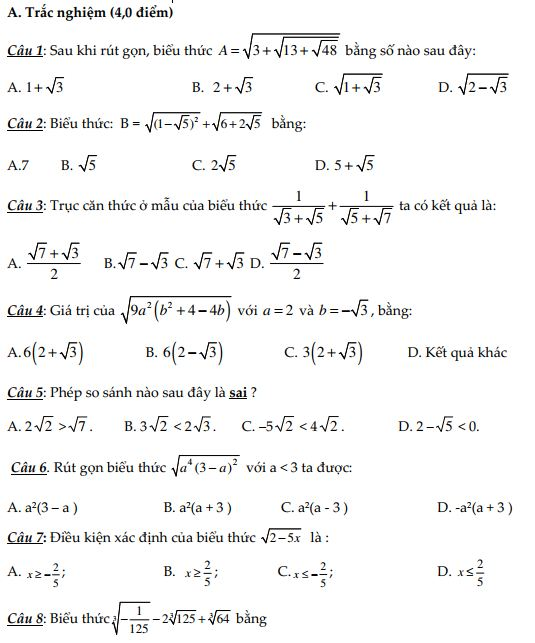 A. Trắc nghiệm (4,0 điểm)
Câu 1: Sau khi rút gọn, biểu thức A = √(3 + √(13 + √48)) bằng số nào sau đây:
A. 1 + √3 B. 2 + √3 C. √(1 + √3) D. √(2 − √3)
Câu 2: Biểu thức: B = √((1 − √5)²) + √(6 + 2√5) bằng:
A.7 B. √5 C. 2√5 D. 5 + √5
Câu 3: Trục căn thức ở mẫu của biểu thức 1/(√3 + √5) + 1/(√5 + √7) ta có kết quả là:
A. (√7 + √3)/2 B. √7 − √3 C. √7 + √3 D. (√7 − √3)/2
Câu 4: Giá trị của √(9a²(b² + 4 − 4b)) với a = 2 và b = −√3, bằng:
A. 6(2 + √3) B. 6(2 − √3) C. 3(2 + √3) D. Kết quả khác
Câu 5: Phép so sánh nào sau đây là sai ?
A. 2√2 > √7. B. 3√2 < 2√3. C. −5√2 < 4√2. D. 2 − √5 < 0.
Câu 6. Rút gọn biểu thức √(a⁴(3 − a)²) với a < 3 ta được:
A. a²(3 – a ) B. a²(a + 3 ) C. a²(a - 3 ) D. -a²(a + 3 )
Câu 7: Điều kiện xác định của biểu thức √(2 − 5x) là :
A. x ≥ −2/5; B. x ≥ 2/5; C. x ≤ −2/5; D. x ≤ 2/5
Câu 8: Biểu thức ∛(−1/125) − 2∛125 + ∛64 bằng